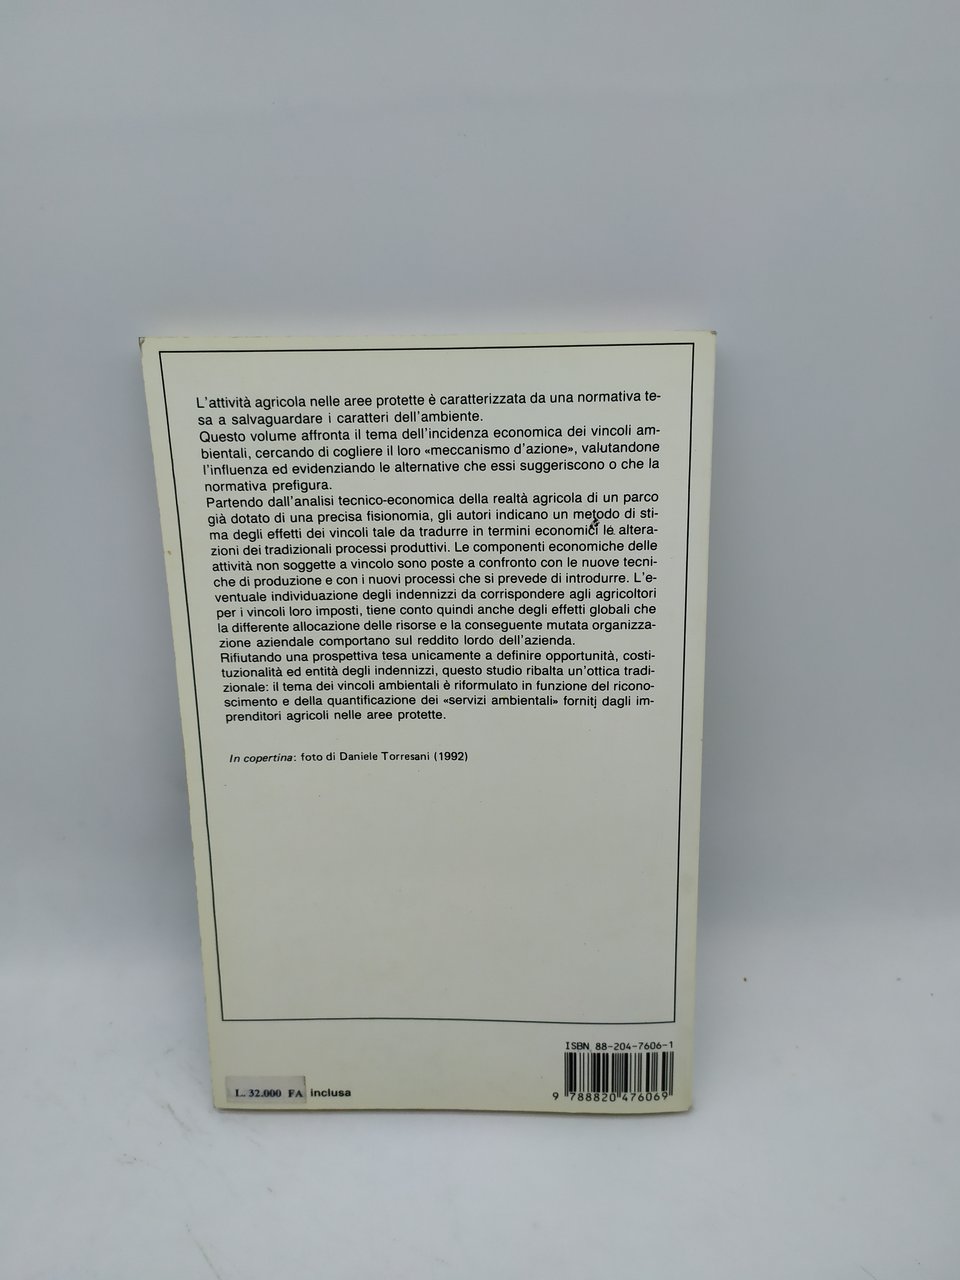 L'attività agricola nelle aree protette è caratterizzata da una normativa te-
sa a salvaguardare i caratteri dell'ambiente.
Questo volume affronta il tema dell'incidenza economica dei vincoli am-
bientali, cercando di cogliere il loro «meccanismo d'azione», valutandone
l'influenza ed evidenziando le alternative che essi suggeriscono o che la
normativa prefigura.
Partendo dall'analisi tecnico-economica della realtà agricola di un parco
già dotato di una precisa fisionomia, gli autori indicano un metodo di sti-
ma degli effetti dei vincoli tale da tradurre in termini economici le altera-
zioni dei tradizionali processi produttivi. Le componenti economiche delle
attività non soggette a vincolo sono poste a confronto con le nuove tecni-
che di produzione e con i nuovi processi che si prevede di introdurre. L'e-
ventuale individuazione degli indennizzi da corrispondere agli agricoltori
per i vincoli loro imposti, tiene conto quindi anche degli effetti globali che
la differente allocazione delle risorse e la conseguente mutata organizza-
zione aziendale comportano sul reddito lordo dell'azienda.
Rifiutando una prospettiva tesa unicamente a definire opportunità, costi-
tuzionalità ed entità degli indennizzi, questo studio ribalta un'ottica tradi-
zionale: il tema dei vincoli ambientali è riformulato in funzione del ricono-
scimento e della quantificazione dei «servizi ambientali» forniti dagli im-
prenditori agricoli nelle aree protette.
In copertina: foto di Daniele Torresani (1992)
ISBN 88-204-7606-1
9 788820 476069
L. 32.000 FA inclusa